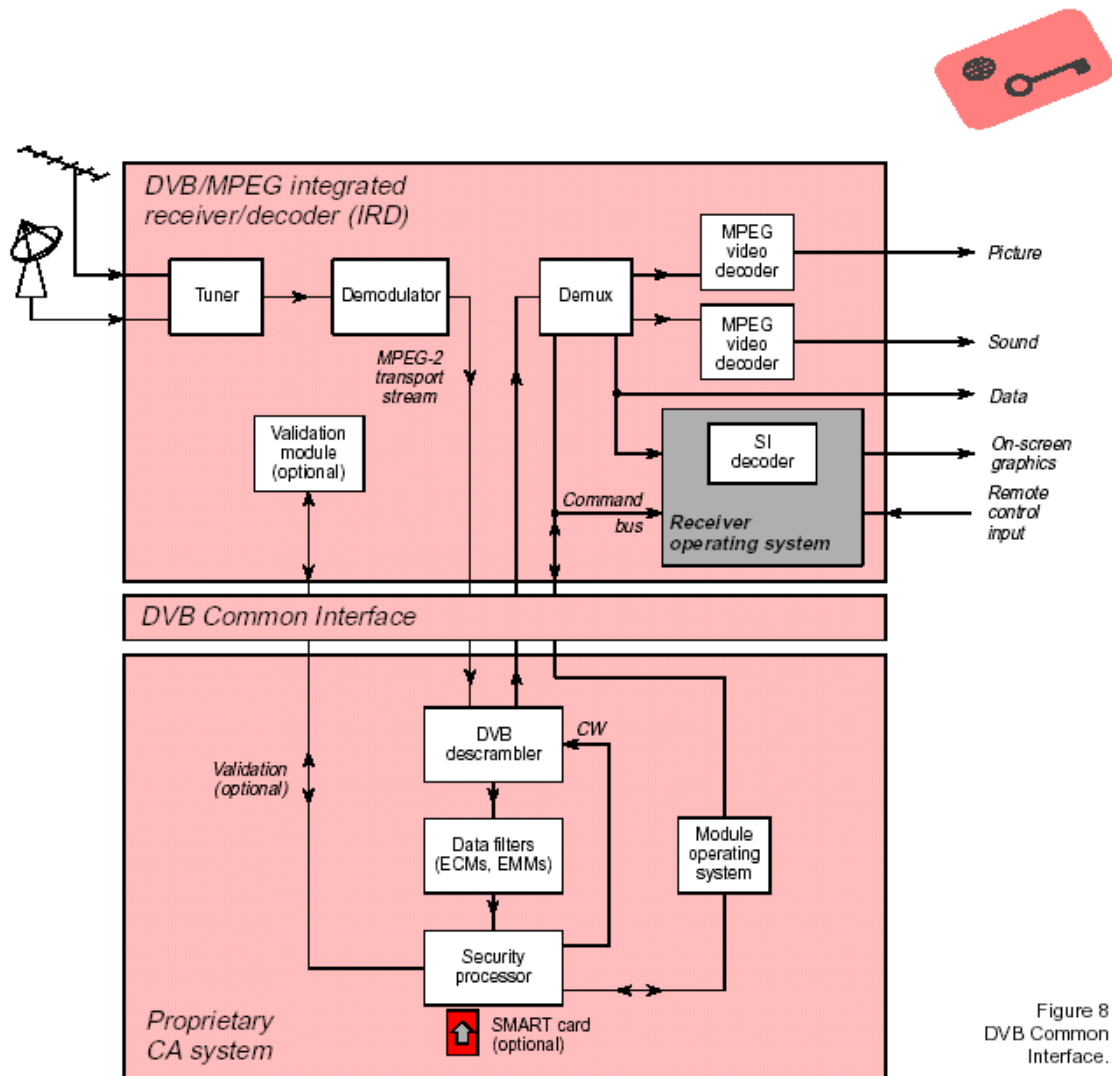 DVB/MPEG integrated
receiver/decoder (IRD)
Tuner
Demodulator
Demux
MPEG
video
decoder
Picture
MPEG
video
decoder
Sound
MPEG-2
transport
stream
Data
Validation
module
(optional)
SI
decoder
On-screen
graphics
Command
bus
Receiver
operating system
Remote
control
input
DVB Common Interface
DVB
descrambler
CW
Validation
(optional)
Data filters
(ECMs, EMMs)
Module
operating
system
Security
processor
SMART card
(optional)
Proprietary
CA system
Figure 8
DVB Common
Interface.